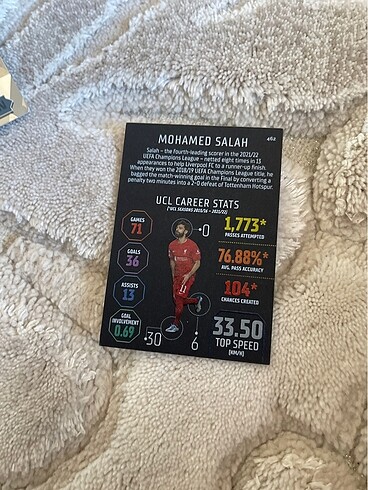 MOHAMED SALAH
462
Salah – the fourth-leading scorer in the 2021/22
UEFA Champions League – netted eight times in 13
appearances to help Liverpool FC to a runner-up finish.
When they won the 2018/19 UEFA Champions League title, he
bagged the match-winning goal in the Final by converting a
penalty two minutes into a 2-0 defeat of Tottenham Hotspur.
UCL CAREER STATS
GAMES
71
GOALS
36
ASSISTS
13
GOAL
INVOLVEMENT
0.69
0
30
6
1,773*
PASSES ATTEMPTED
76.88%*
AVG. PASS ACCURACY
104*
CHANCES CREATED
33.50
TOP SPEED
[KM/H]